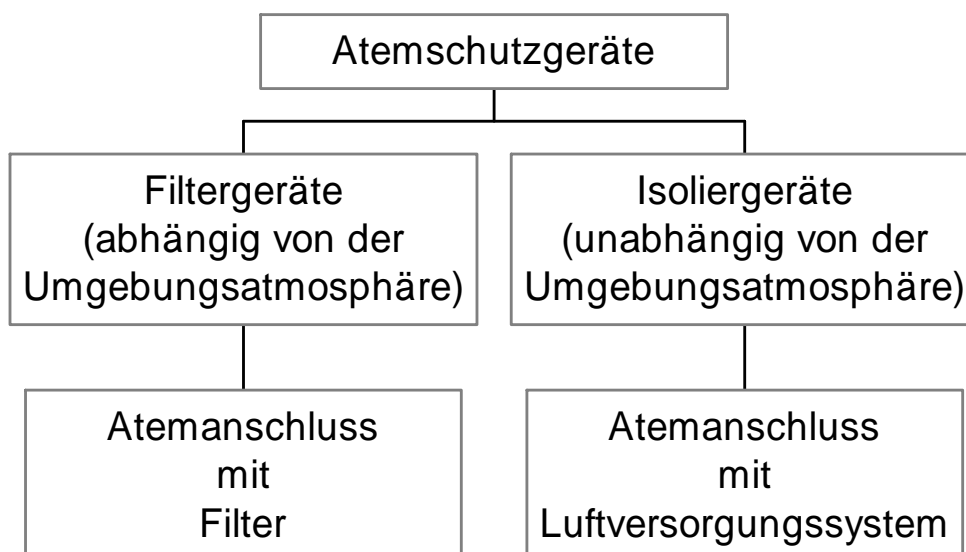 Atemschutzgeräte
Filtergeräte
(abhängig von der
Umgebungsatmosphäre)
Isoliergeräte
(unabhängig von der
Umgebungsatmosphäre)
Atemanschluss
mit
Filter
Atemanschluss
mit
Luftversorgungssystem